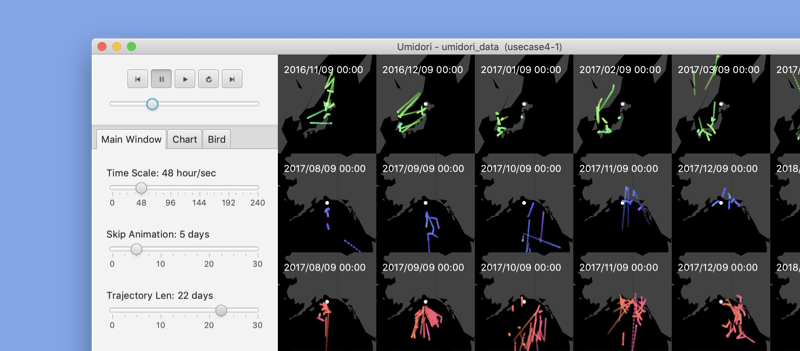 Umidori - umidori_data (usecase4-1)
Main Window Chart Bird
Time Scale: 48 hour/sec
0 48 96 144 192 240
Skip Animation: 5 days
0 10 20 30
Trajectory Len: 22 days
0 10 20 30
2016/11/09 00:00 2016/12/09 00:00 2017/01/09 00:00 2017/02/09 00:00 2017/03/09 00:00 2017
2017/08/09 00:00 2017/09/09 00:00 2017/10/09 00:00 2017/11/09 00:00 2017/12/09 00:00 2018/
2017/08/09 00:00 2017/09/09 00:00 2017/10/09 00:00 2017/11/09 00:00 2017/12/09 00:00 2018/